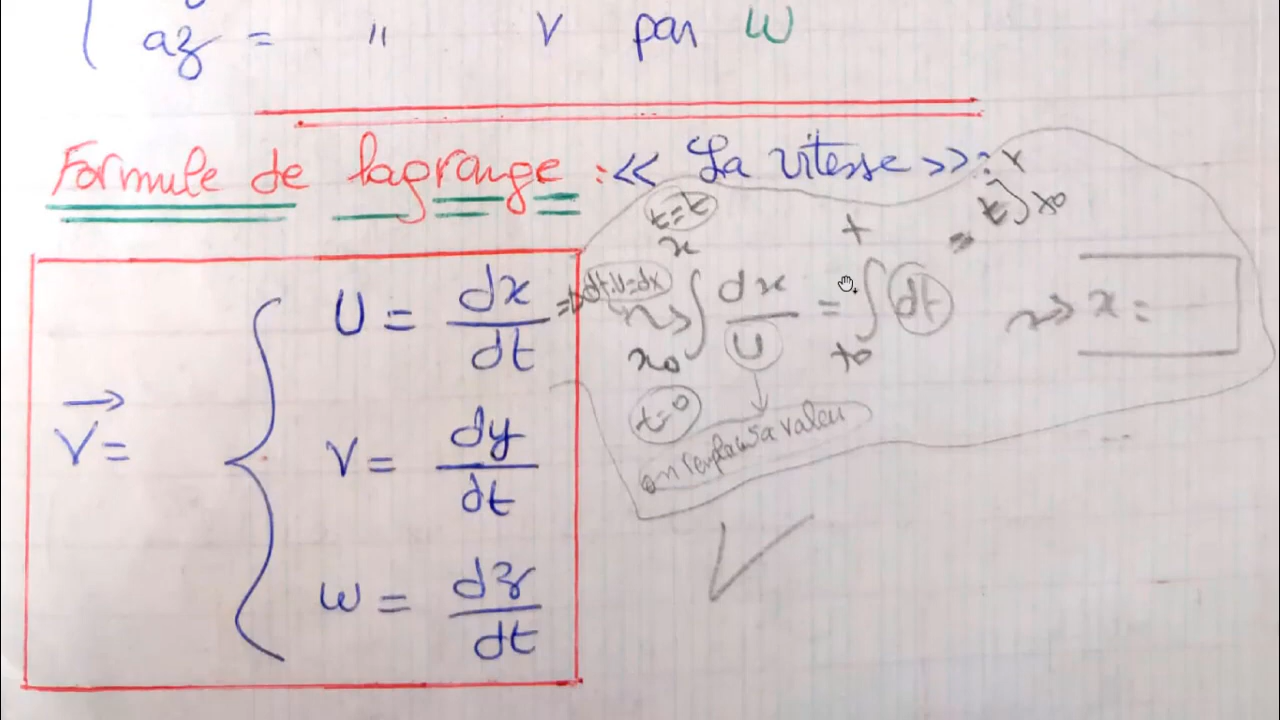 az = " v par w
Formule de lagrange : << La vitesse >> :
V = { U = dx/dt
v = dy/dt
w = dz/dt
=> dt.U=dx
t=t
x t
∫ dx/U = ∫ dt = t]
x0 t0
t=0
on remplace sa valeu
x =